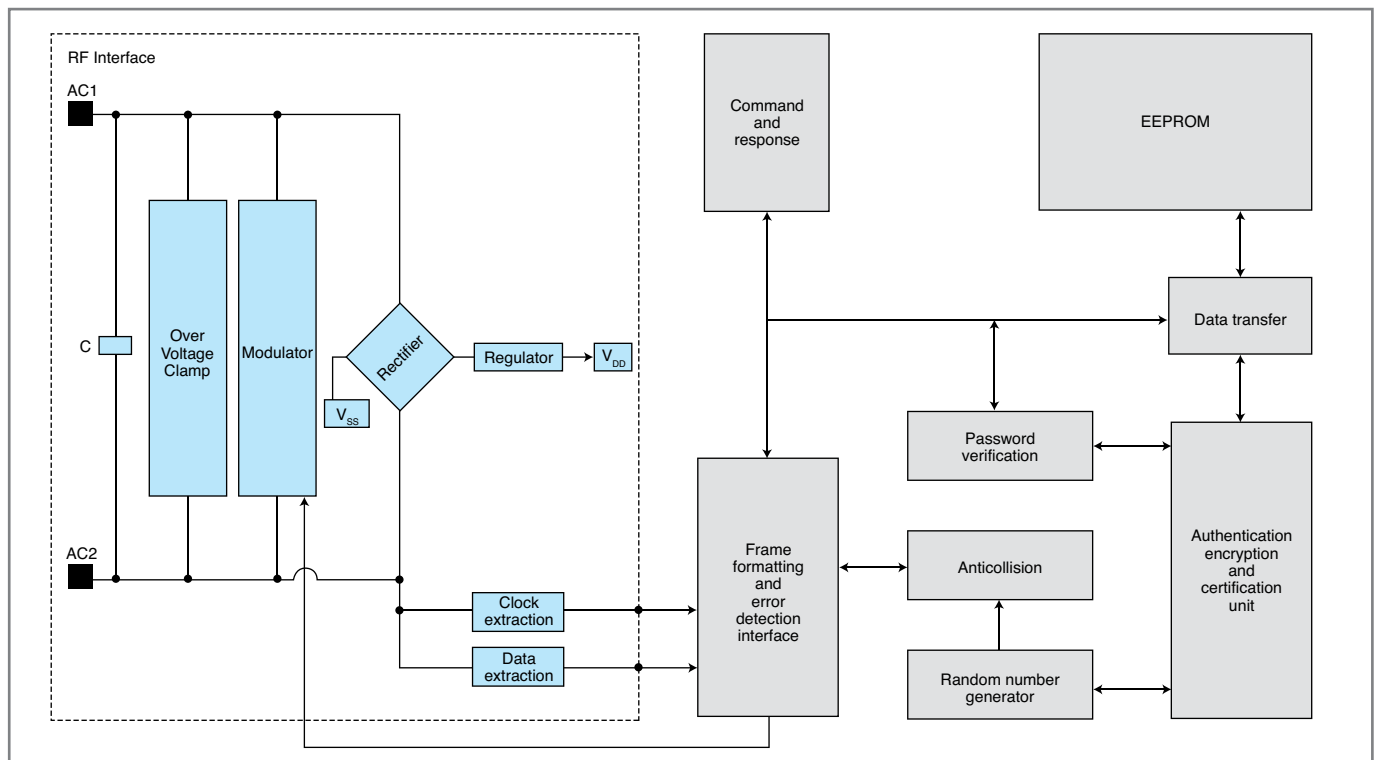 RF Interface
AC1
C
Over
Voltage
Clamp
Modulator
Rectifier
Regulator
VDD
VSS
AC2
Clock
extraction
Data
extraction
Command
and
response
EEPROM
Data transfer
Password
verification
Frame
formatting
and
error
detection
interface
Anticollision
Random number
generator
Authentication
encryption
and
certification
unit